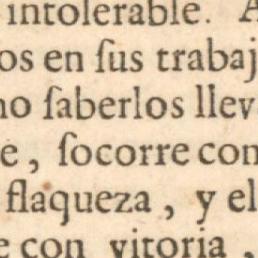 intolerable. A
os en ſus trabaj
no ſaberlos llev
e, ſocorre con
flaqueza, y el
e con vitoria,